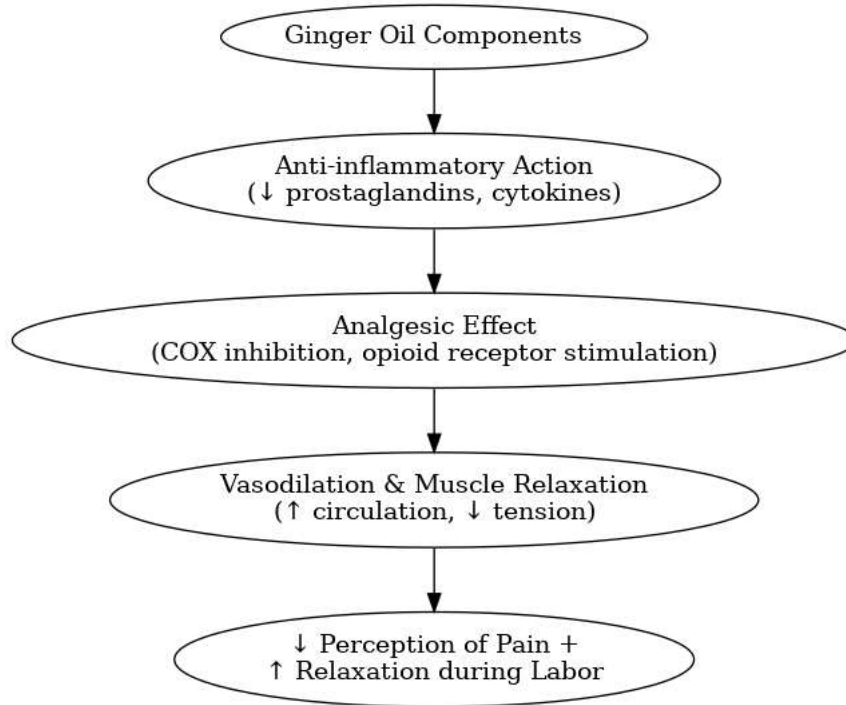 Ginger Oil Components
Anti-inflammatory Action
(↓ prostaglandins, cytokines)
Analgesic Effect
(COX inhibition, opioid receptor stimulation)
Vasodilation & Muscle Relaxation
(↑ circulation, ↓ tension)
↓ Perception of Pain +
↑ Relaxation during Labor